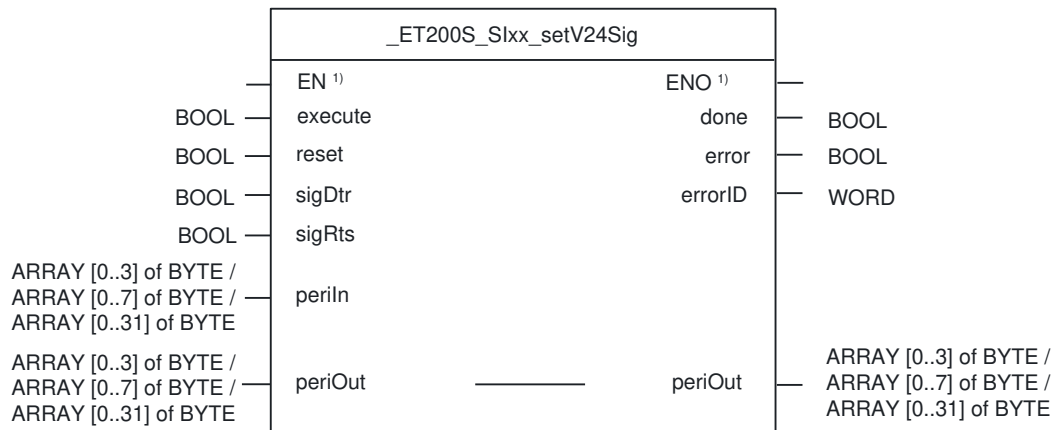 _ET200S_SIxx_setV24Sig
EN 1) ENO 1)
BOOL execute done BOOL
BOOL reset error BOOL
BOOL sigDtr errorID WORD
BOOL sigRts
ARRAY [0..3] of BYTE /
ARRAY [0..7] of BYTE / periIn
ARRAY [0..31] of BYTE
ARRAY [0..3] of BYTE / ARRAY [0..3] of BYTE /
ARRAY [0..7] of BYTE / periOut periOut ARRAY [0..7] of BYTE /
ARRAY [0..31] of BYTE ARRAY [0..31] of BYTE